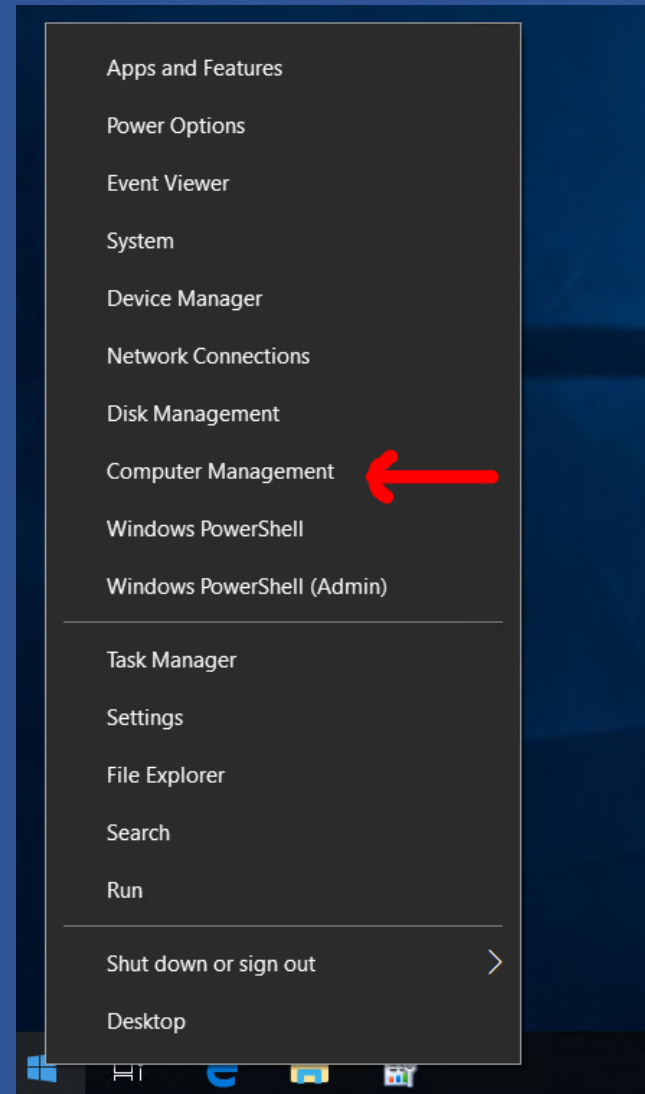 Apps and Features
Power Options
Event Viewer
System
Device Manager
Network Connections
Disk Management
Computer Management
Windows PowerShell
Windows PowerShell (Admin)
Task Manager
Settings
File Explorer
Search
Run
Shut down or sign out
Desktop